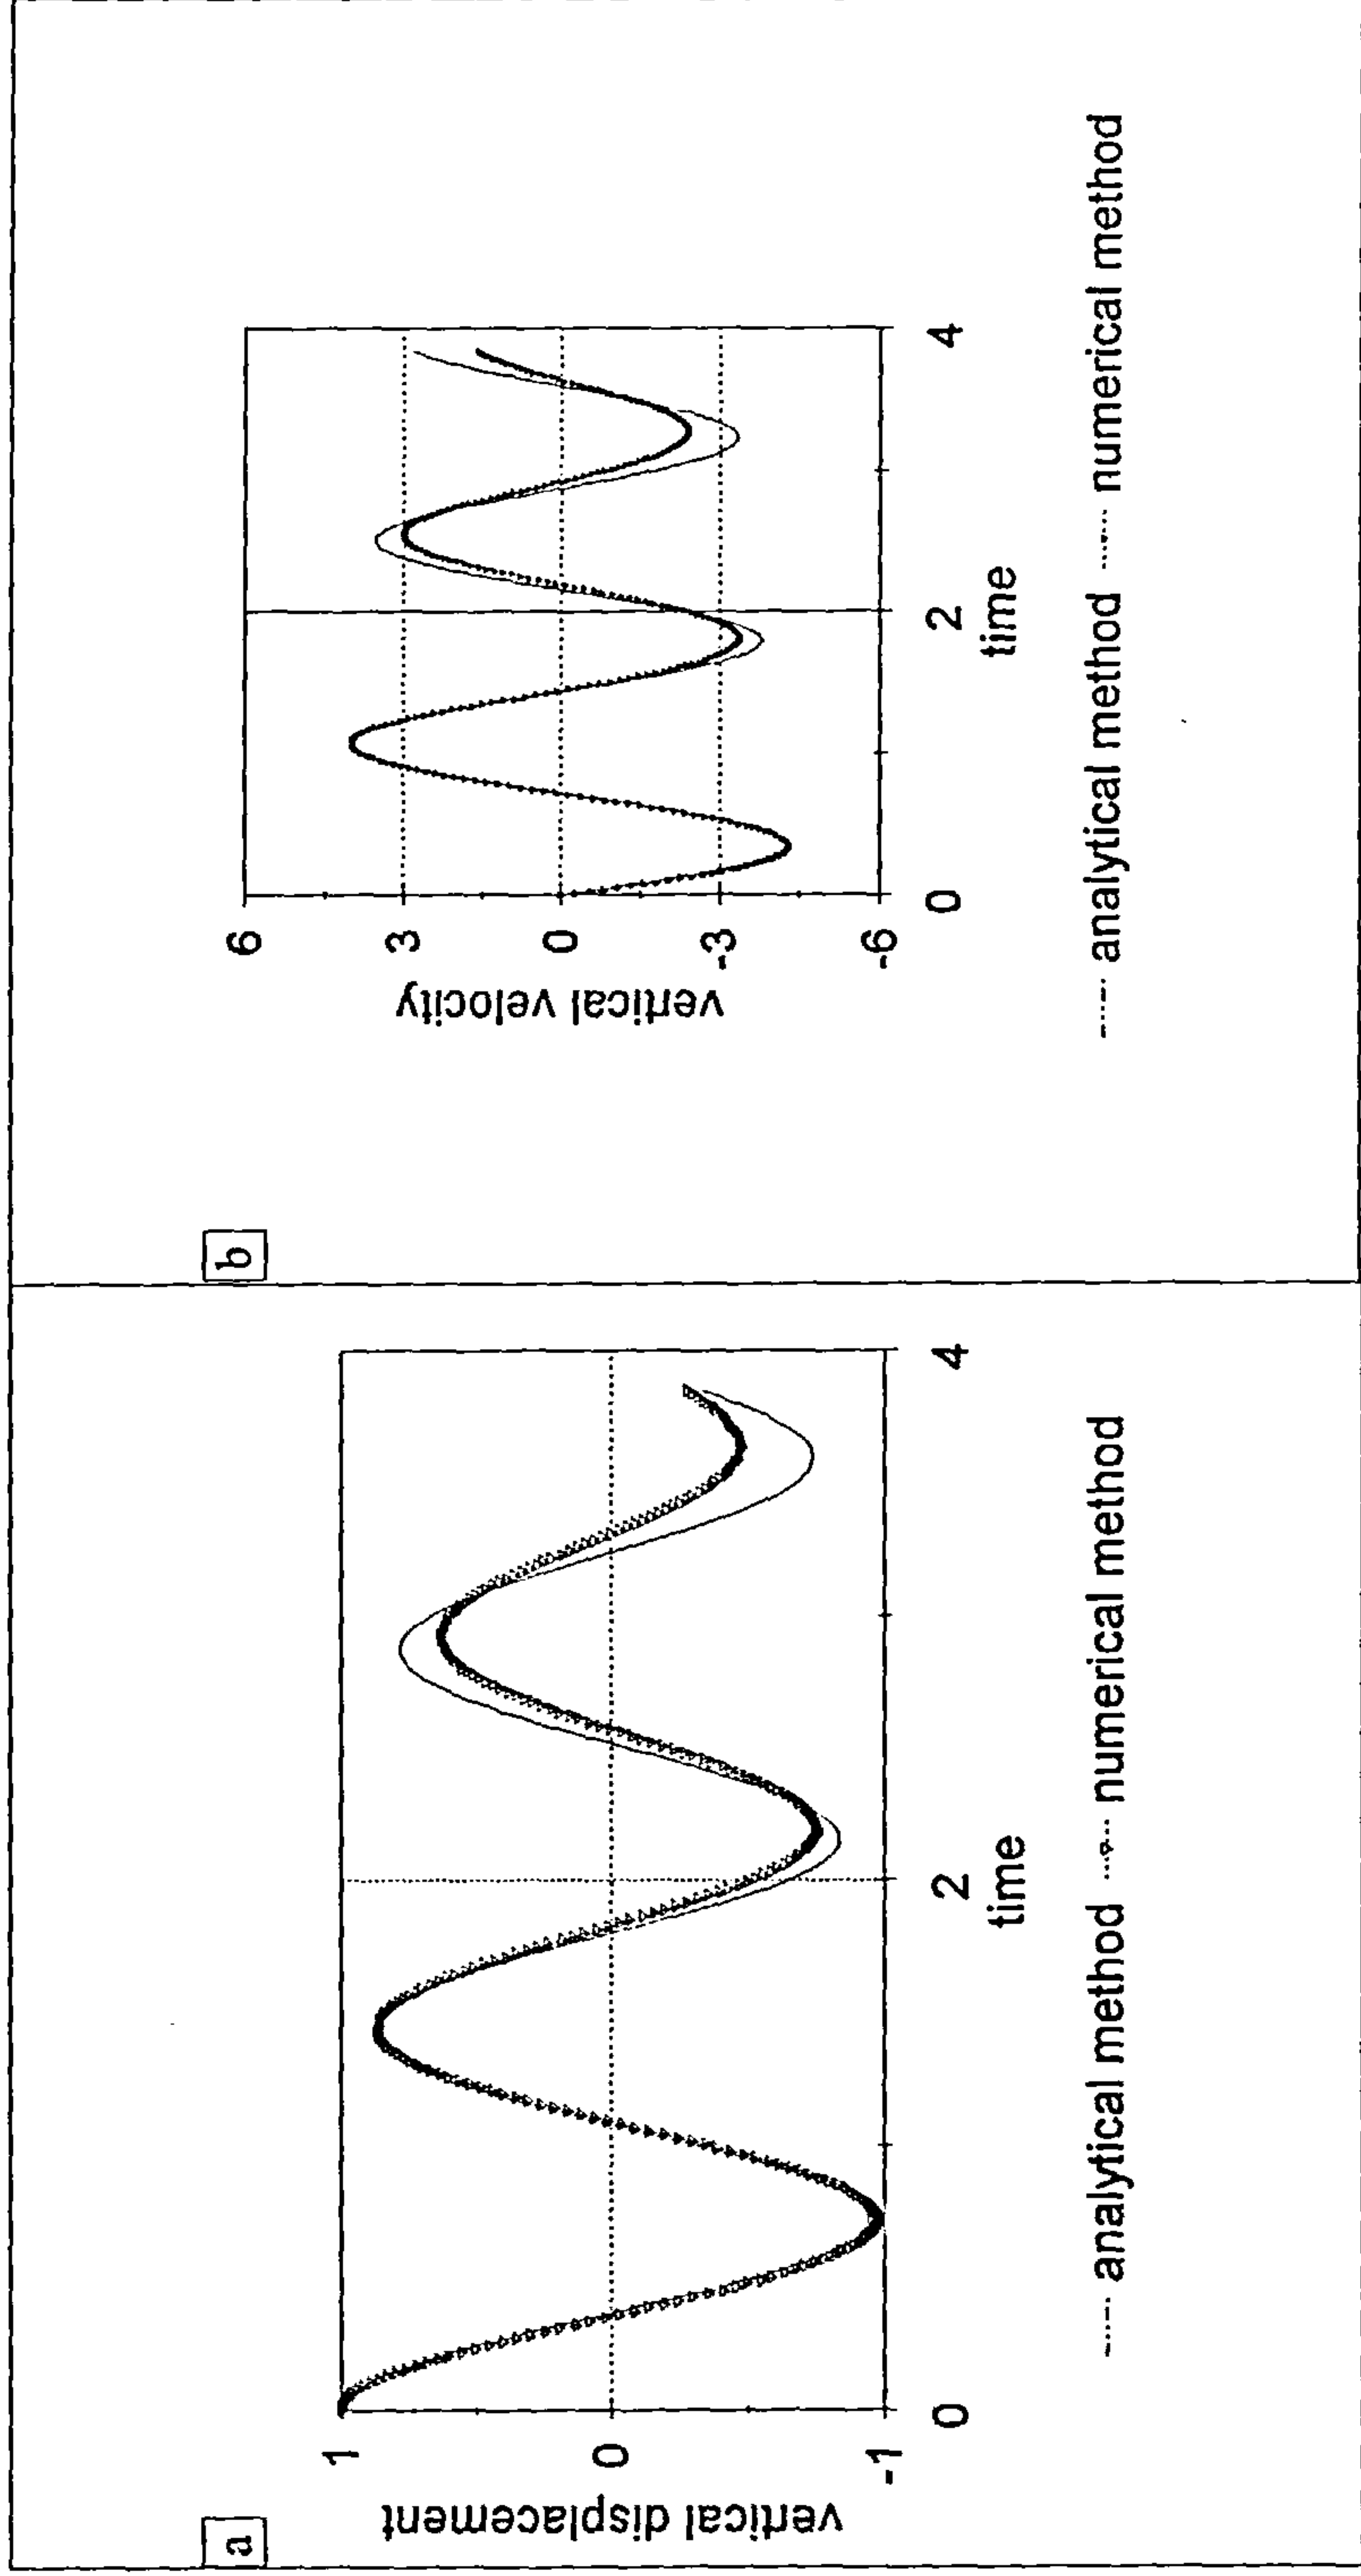 a
vertical displacement
1
0
-1
0
2
4
time
analytical method
numerical method
b
vertical velocity
6
3
0
-3
-6
0
2
4
time
analytical method
numerical method